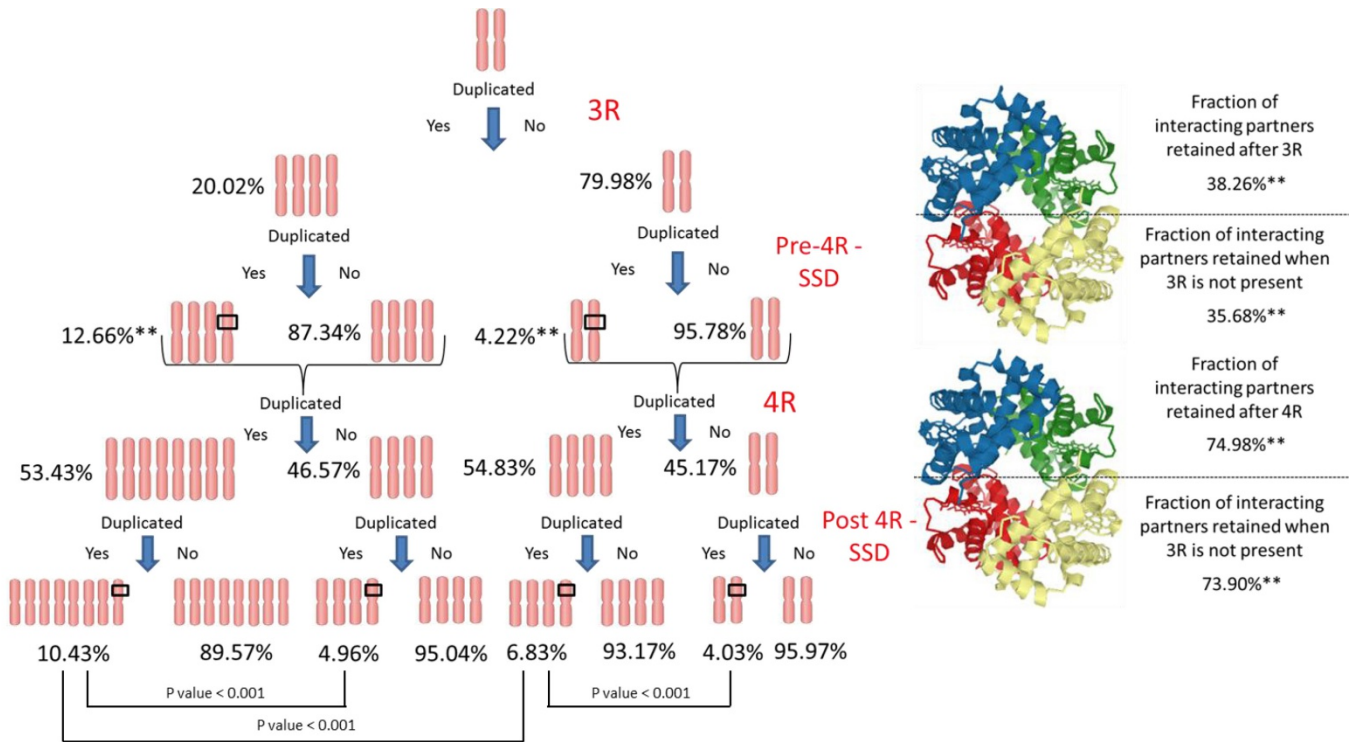 Duplicated
3R
Yes No
20.02%
79.98%
Duplicated
Duplicated
Pre-4R -
SSD
Yes No
Yes No
12.66%**
87.34%
4.22%**
95.78%
Duplicated
Duplicated
4R
Yes No
Yes No
53.43%
46.57%
54.83%
45.17%
Duplicated
Duplicated
Duplicated
Duplicated
Post 4R -
SSD
Yes No
Yes No
Yes No
Yes No
10.43%
89.57%
4.96%
95.04%
6.83%
93.17%
4.03%
95.97%
P value < 0.001
P value < 0.001
P value < 0.001
Fraction of
interacting partners
retained after 3R
38.26%**
Fraction of interacting
partners retained when
3R is not present
35.68%**
Fraction of
interacting partners
retained after 4R
74.98%**
Fraction of interacting
partners retained when
3R is not present
73.90%**